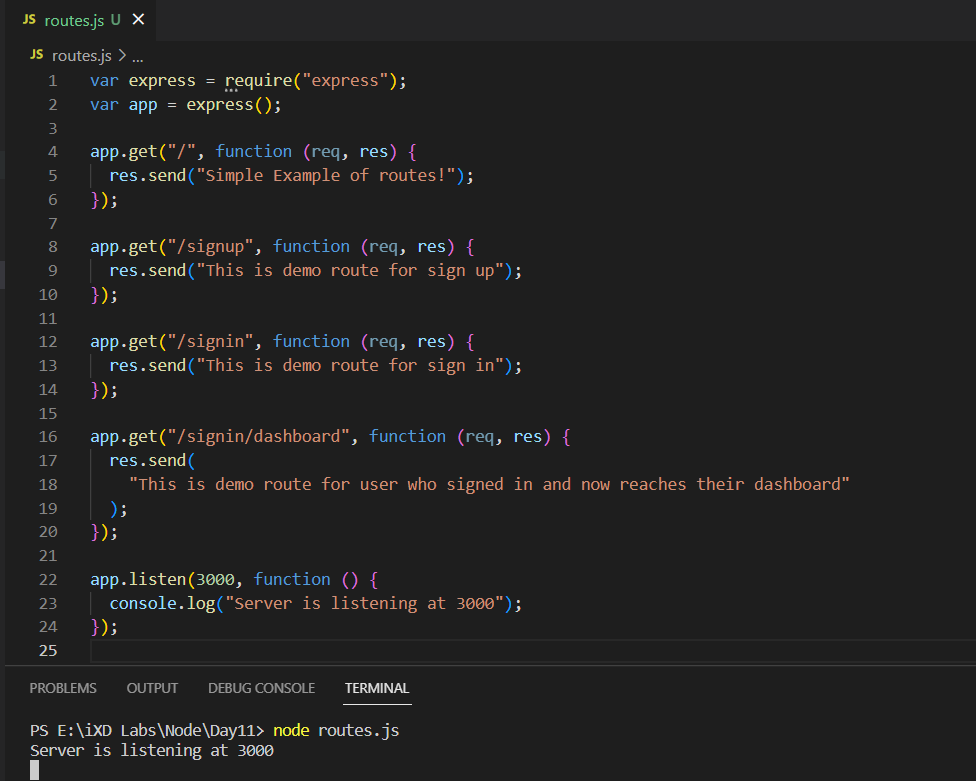 JS routes.js U ×
JS routes.js > ...
1 var express = require("express");
2 var app = express();
3
4 app.get("/", function (req, res) {
5   res.send("Simple Example of routes!");
6 });
7
8 app.get("/signup", function (req, res) {
9   res.send("This is demo route for sign up");
10 });
11
12 app.get("/signin", function (req, res) {
13   res.send("This is demo route for sign in");
14 });
15
16 app.get("/signin/dashboard", function (req, res) {
17   res.send(
18     "This is demo route for user who signed in and now reaches their dashboard"
19   );
20 });
21
22 app.listen(3000, function () {
23   console.log("Server is listening at 3000");
24 });
25
PROBLEMS OUTPUT DEBUG CONSOLE TERMINAL
PS E:\iXD Labs\Node\Day11> node routes.js
Server is listening at 3000